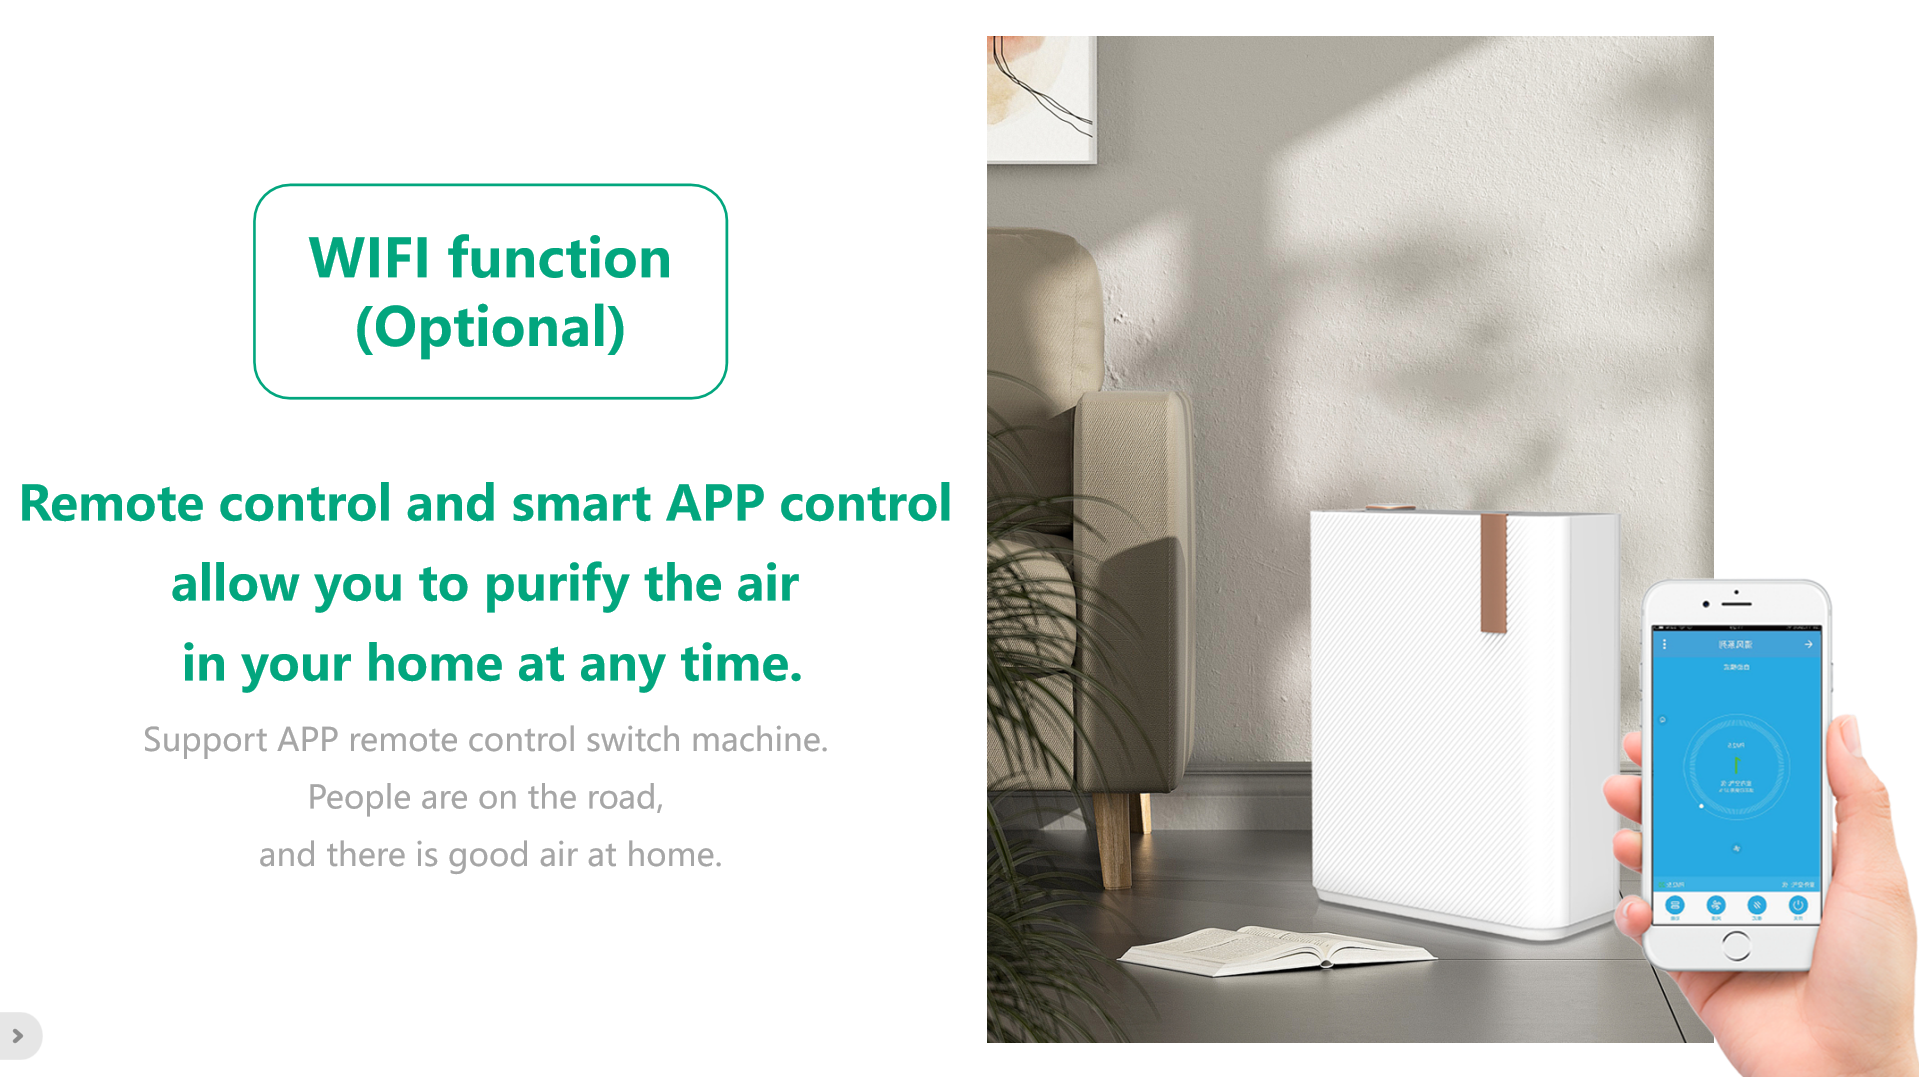 WIFI function
(Optional)
Remote control and smart APP control
allow you to purify the air
in your home at any time.
Support APP remote control switch machine.
People are on the road,
and there is good air at home.
PM2.5